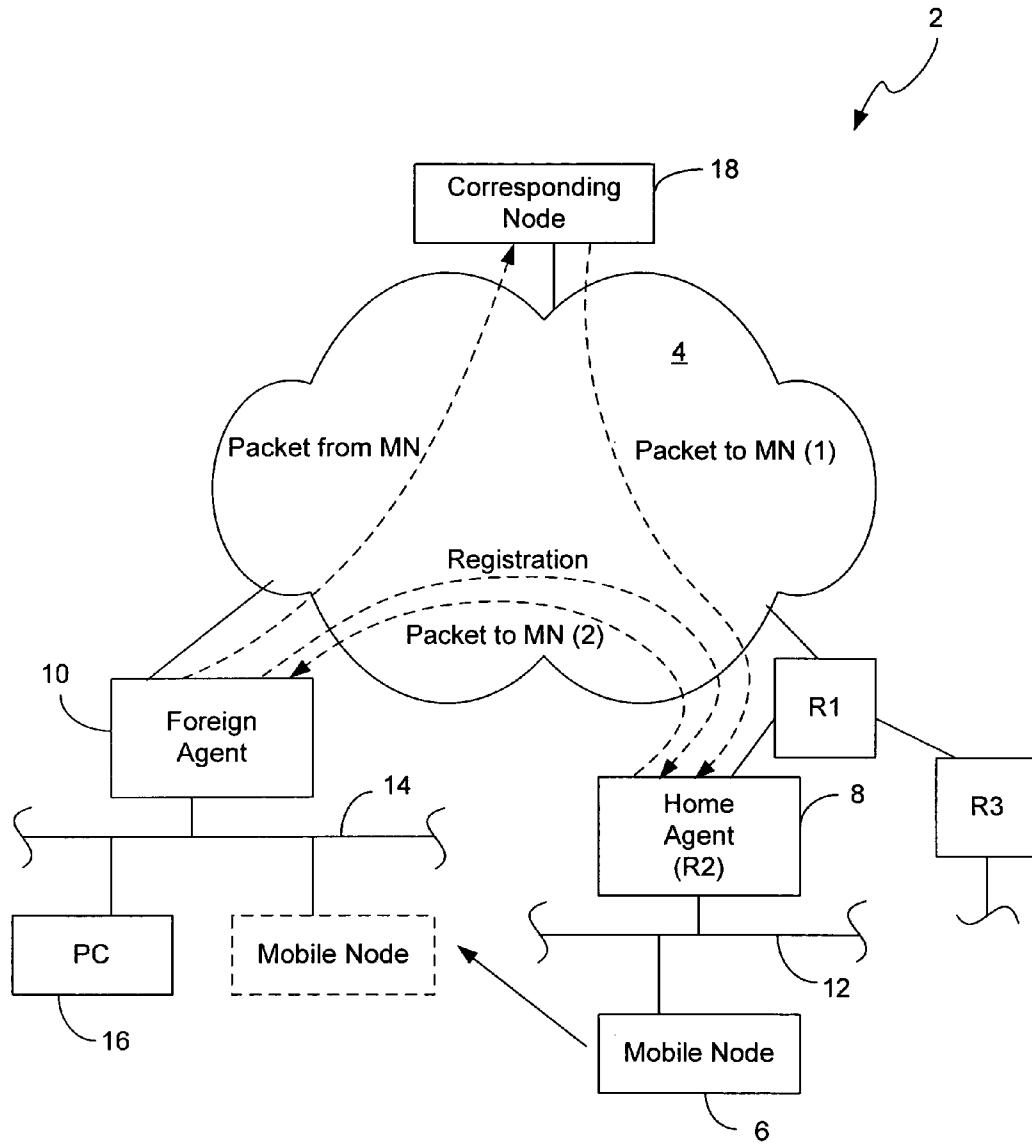 2
Corresponding
Node
18
4
Packet from MN
Packet to MN (1)
Registration
Packet to MN (2)
10
Foreign
Agent
R1
14
Home
Agent
(R2)
8
R3
PC
Mobile Node
12
16
Mobile Node
6